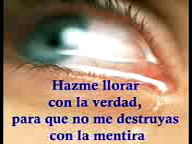 Hazme llorar
con la verdad,
para que no me destruyas
con la mentira